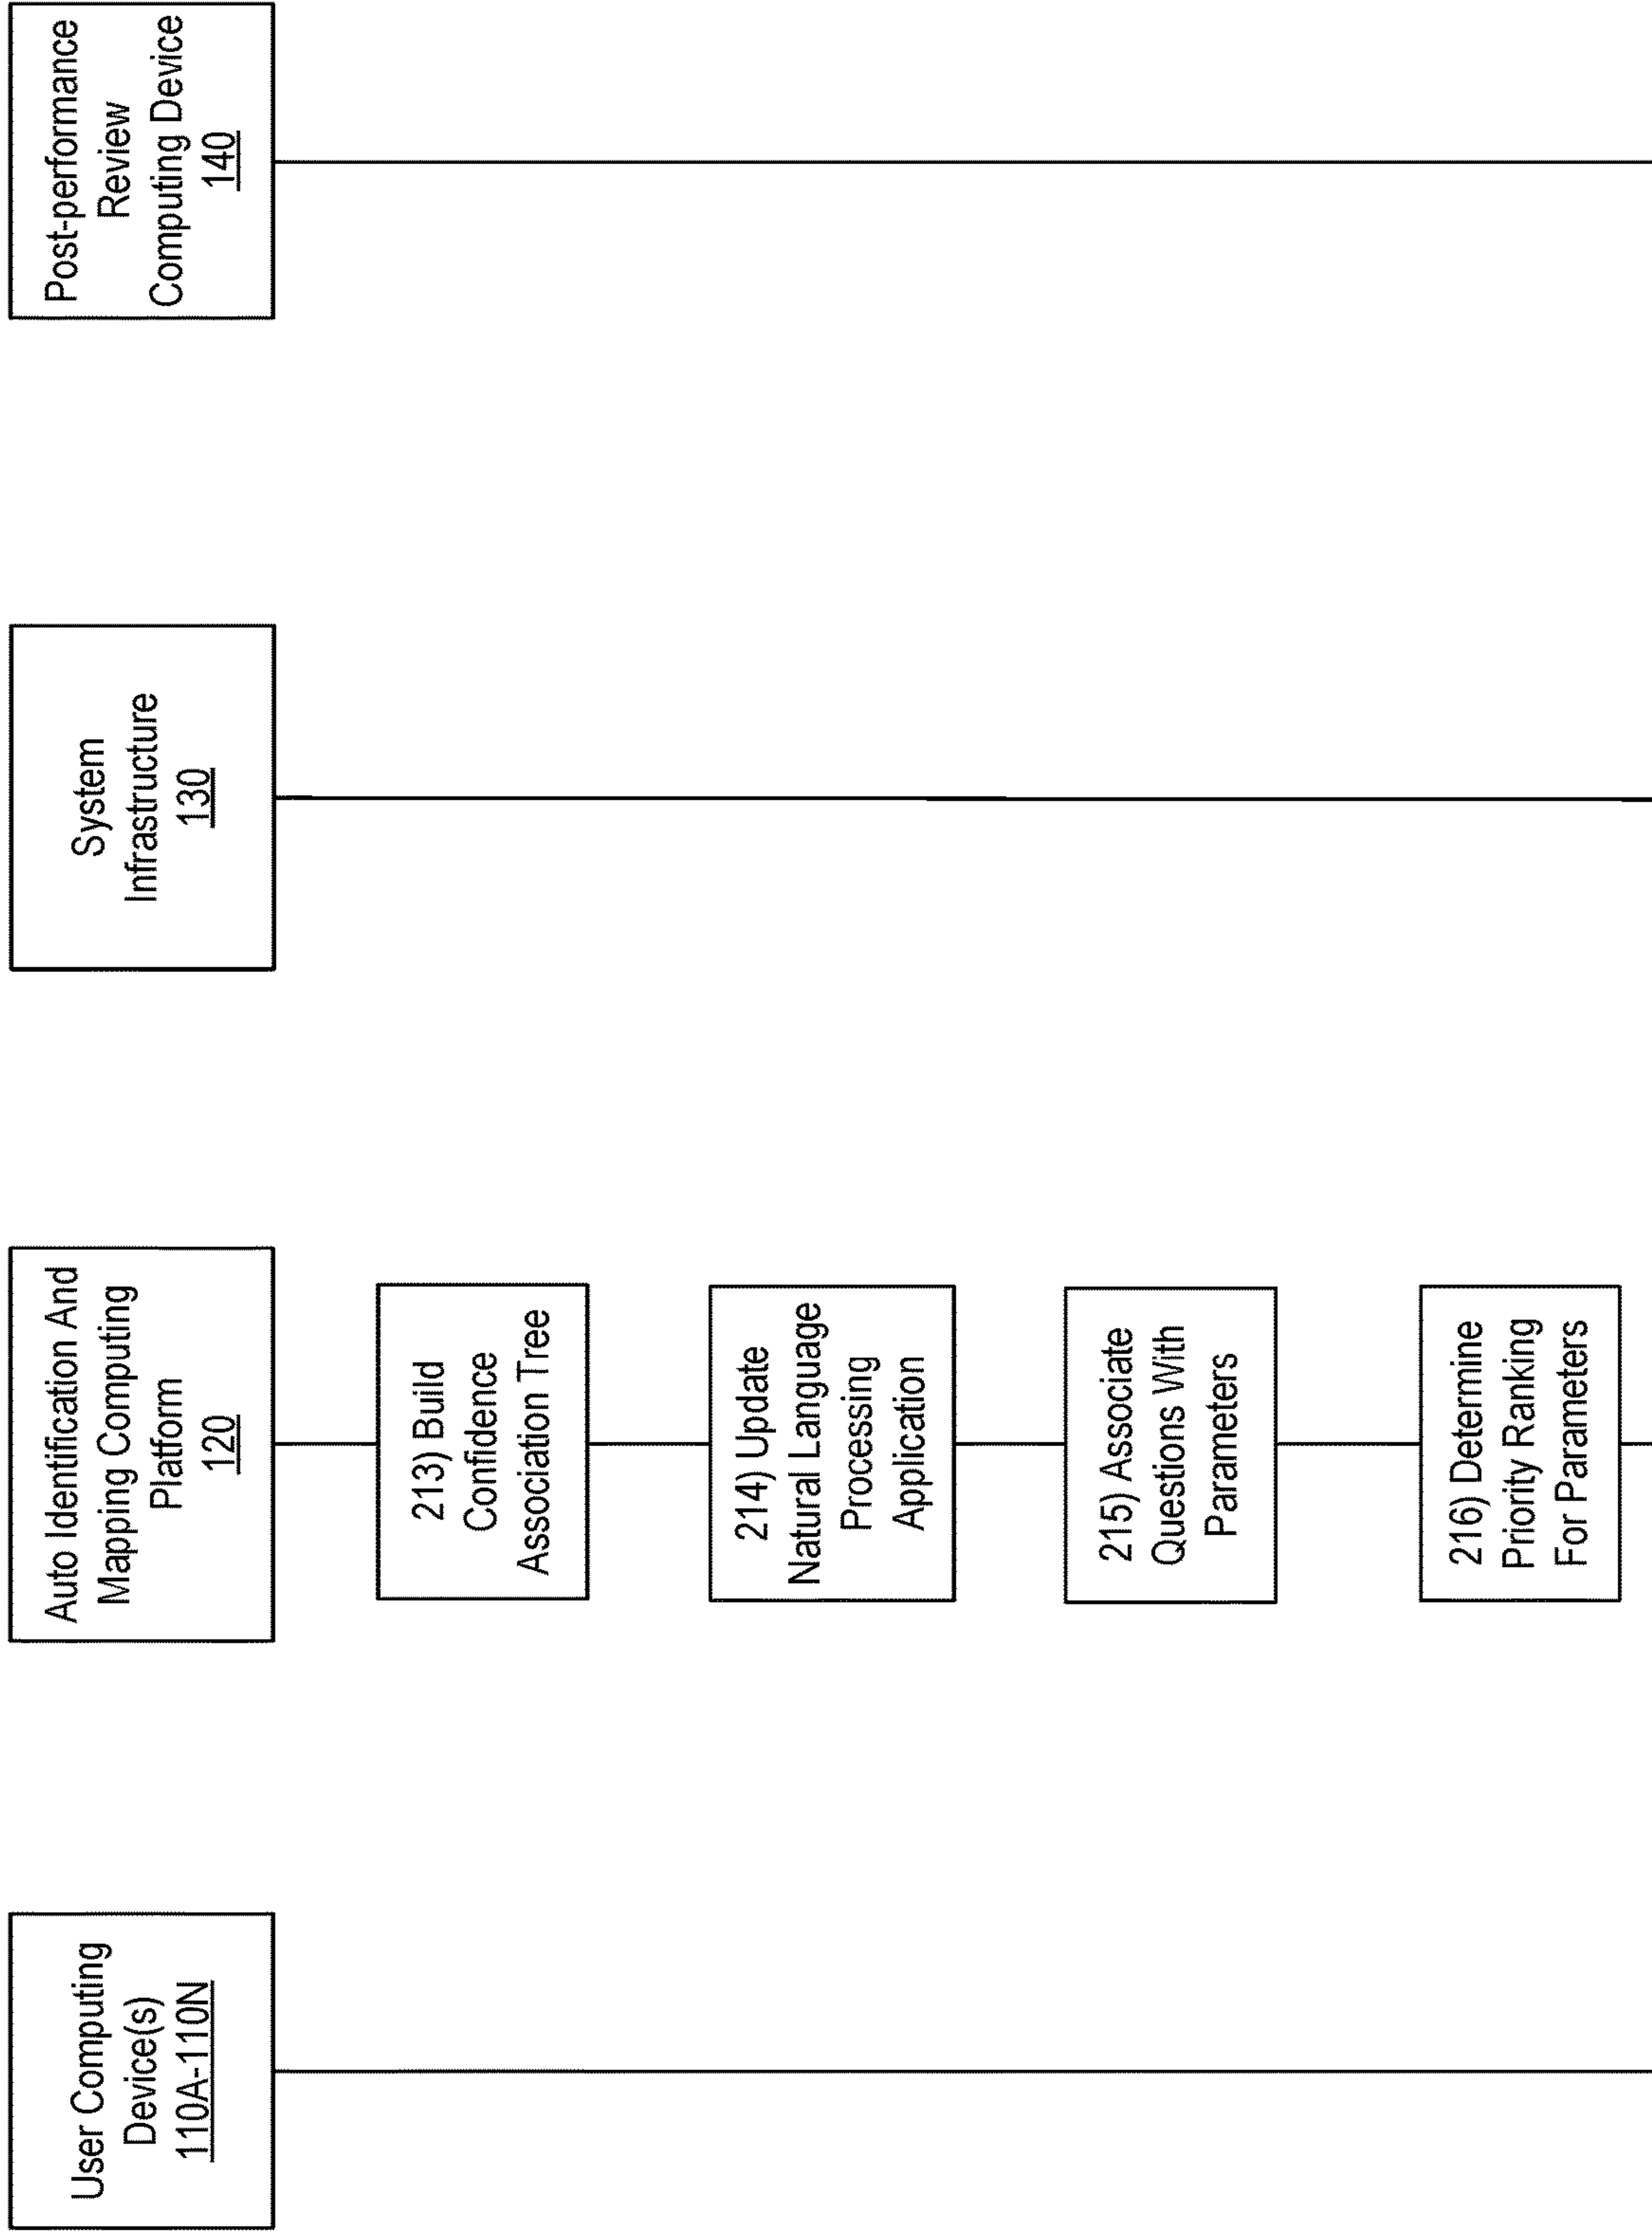 User Computing
Device(s)
110A-110N
Auto Identification And
Mapping Computing
Platform
120
System
Infrastructure
130
Post-performance
Review
Computing Device
140
213) Build
Confidence
Association Tree
214) Update
Natural Language
Processing
Application
215) Associate
Questions With
Parameters
216) Determine
Priority Ranking
For Parameters